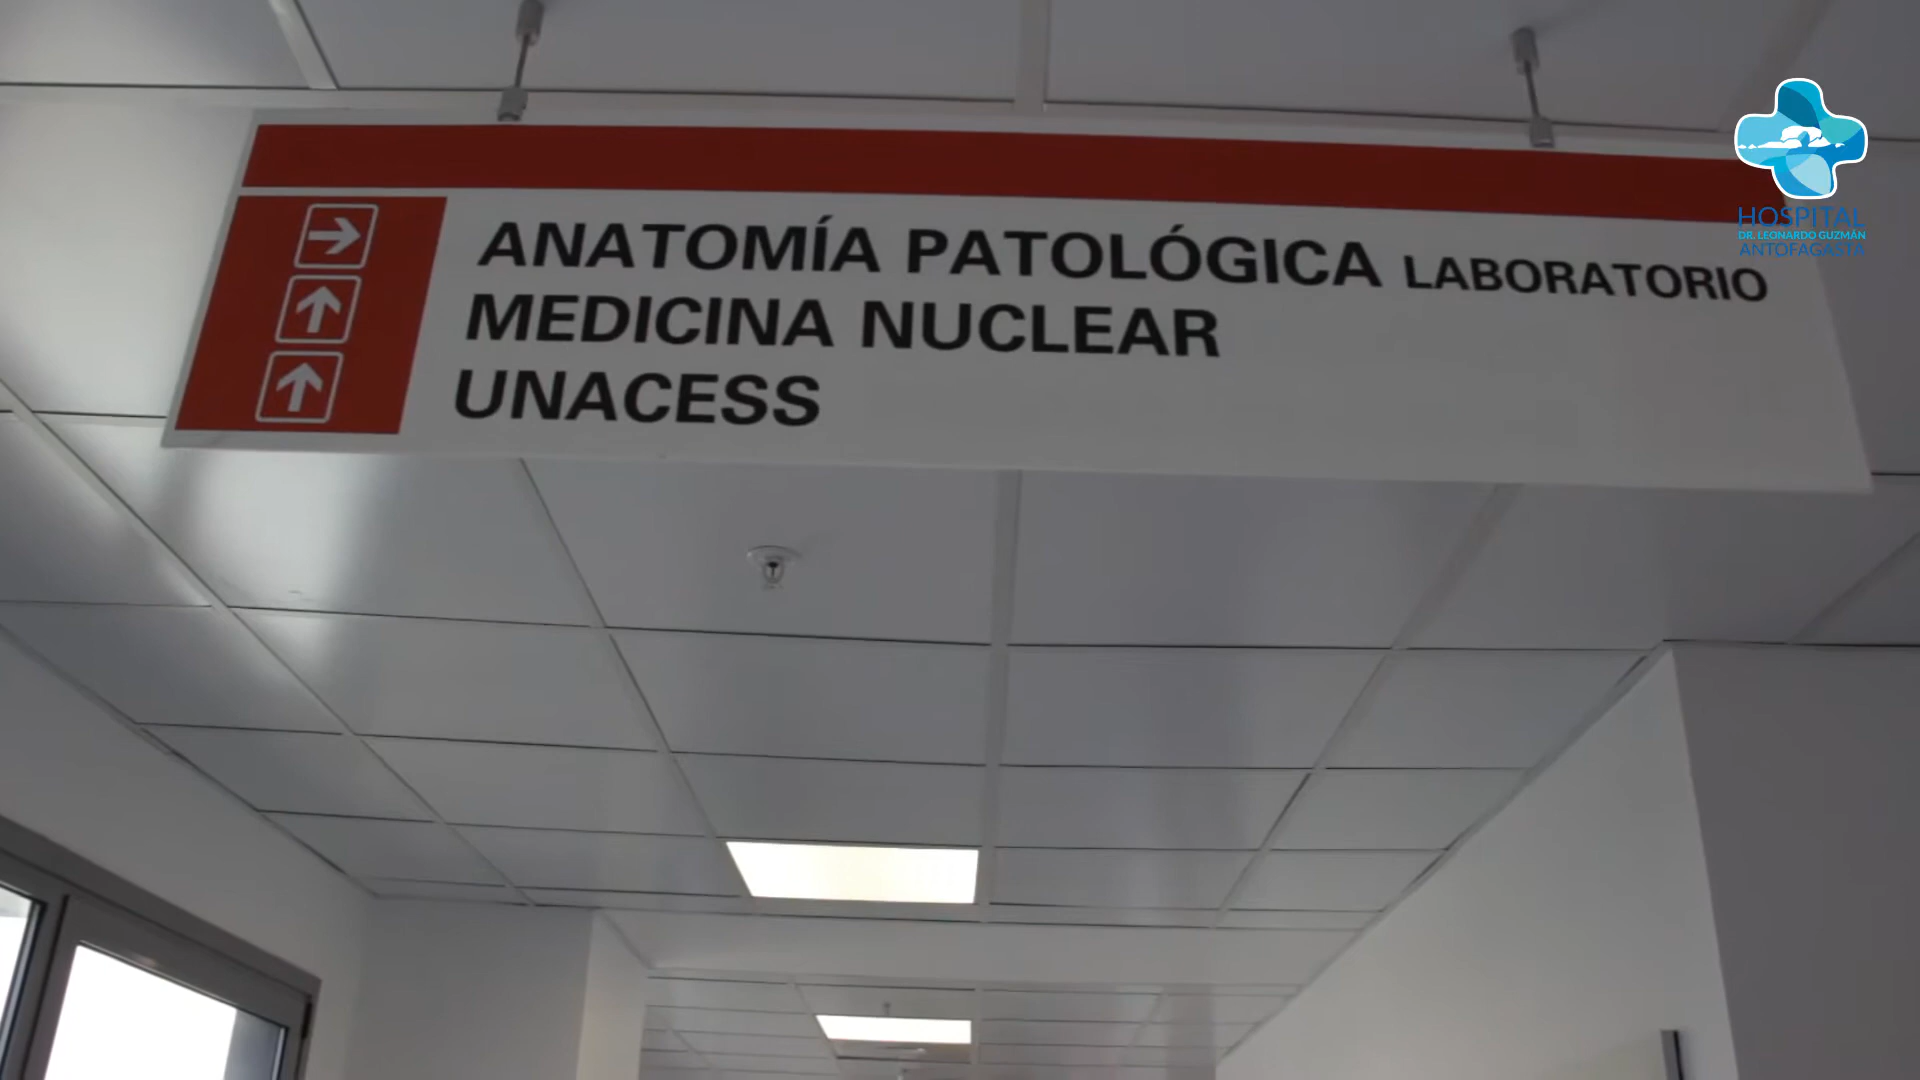 ANATOMÍA PATOLÓGICA LABORATORIO
MEDICINA NUCLEAR
UNACESS
HOSPITAL
DR. LEONARDO GUZMÁN
ANTOFAGASTA